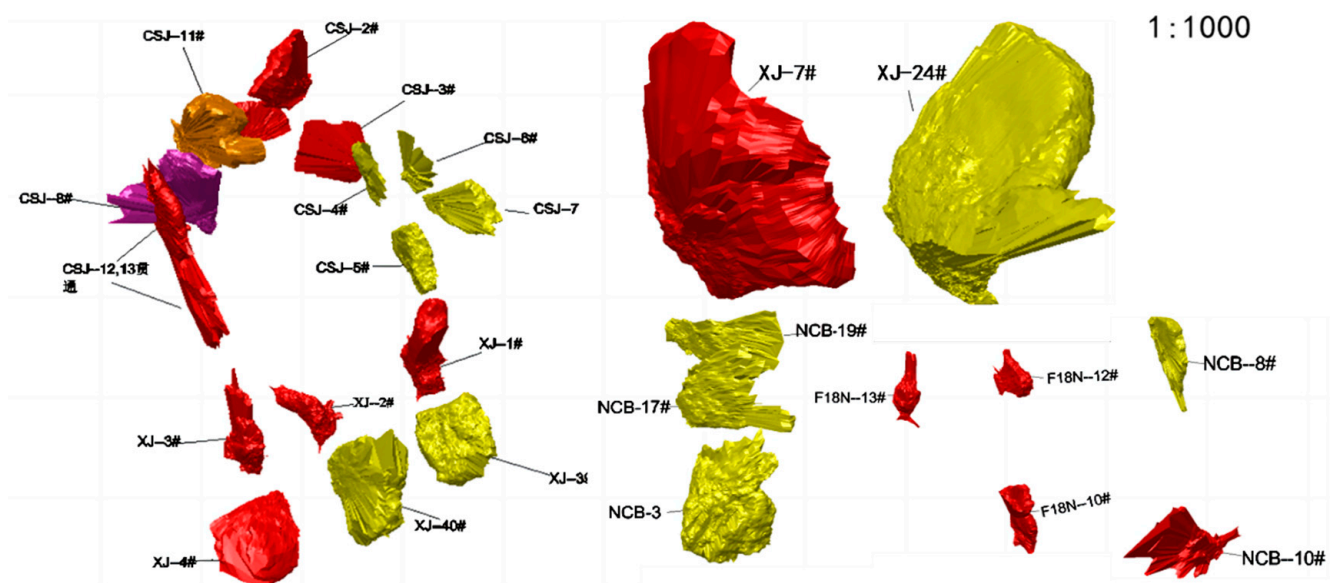 1:1000
CSJ--11#
CSJ--2#
CSJ--3#
CSJ--6#
CSJ--8#
CSJ--4#
CSJ--7
CSJ--5#
CSJ--12,13贯
通
XJ--1#
XJ--2#
XJ--3#
XJ--40#
XJ--4#
XJ-7#
XJ-24#
NCB-19#
NCB-17#
NCB-3
F18N--13#
F18N--12#
F18N--10#
NCB--8#
NCB--10#